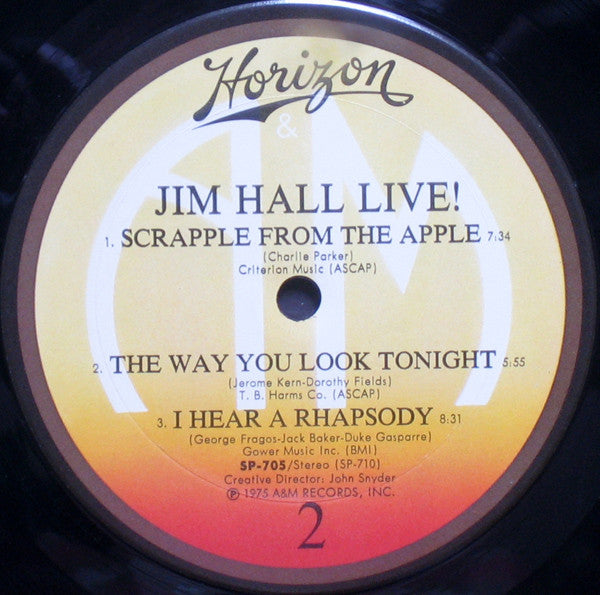 Horizon
&
A M
JIM HALL LIVE!
1. SCRAPPLE FROM THE APPLE 7:34
(Charlie Parker)
Criterion Music (ASCAP)
2. THE WAY YOU LOOK TONIGHT 5:55
(Jerome Kern-Dorothy Fields)
T. B. Harms Co. (ASCAP)
3. I HEAR A RHAPSODY 8:31
(George Fragos-Jack Baker-Duke Gasparre)
Gower Music Inc. (BMI)
SP-705/Stereo (SP-710)
Creative Director: John Snyder
℗ 1975 A&M RECORDS, INC.
2